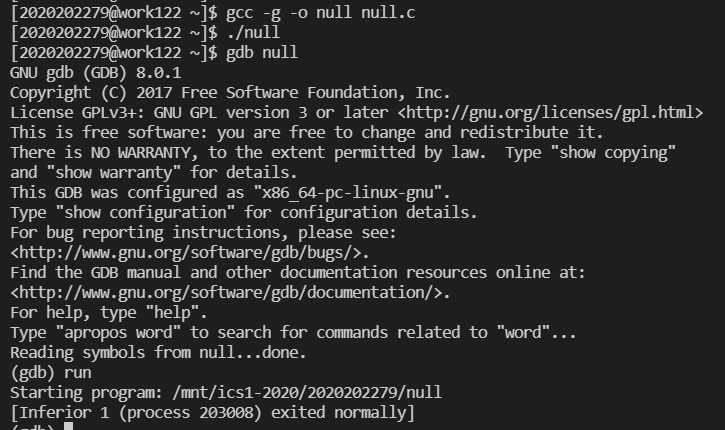 [2020202279@work122 ~]$ gcc -g -o null null.c
[2020202279@work122 ~]$ ./null
[2020202279@work122 ~]$ gdb null
GNU gdb (GDB) 8.0.1
Copyright (C) 2017 Free Software Foundation, Inc.
License GPLv3+: GNU GPL version 3 or later <http://gnu.org/licenses/gpl.html>
This is free software: you are free to change and redistribute it.
There is NO WARRANTY, to the extent permitted by law.  Type "show copying"
and "show warranty" for details.
This GDB was configured as "x86_64-pc-linux-gnu".
Type "show configuration" for configuration details.
For bug reporting instructions, please see:
<http://www.gnu.org/software/gdb/bugs/>.
Find the GDB manual and other documentation resources online at:
<http://www.gnu.org/software/gdb/documentation/>.
For help, type "help".
Type "apropos word" to search for commands related to "word"...
Reading symbols from null...done.
(gdb) run
Starting program: /mnt/ics1-2020/2020202279/null
[Inferior 1 (process 203008) exited normally]
(gdb)